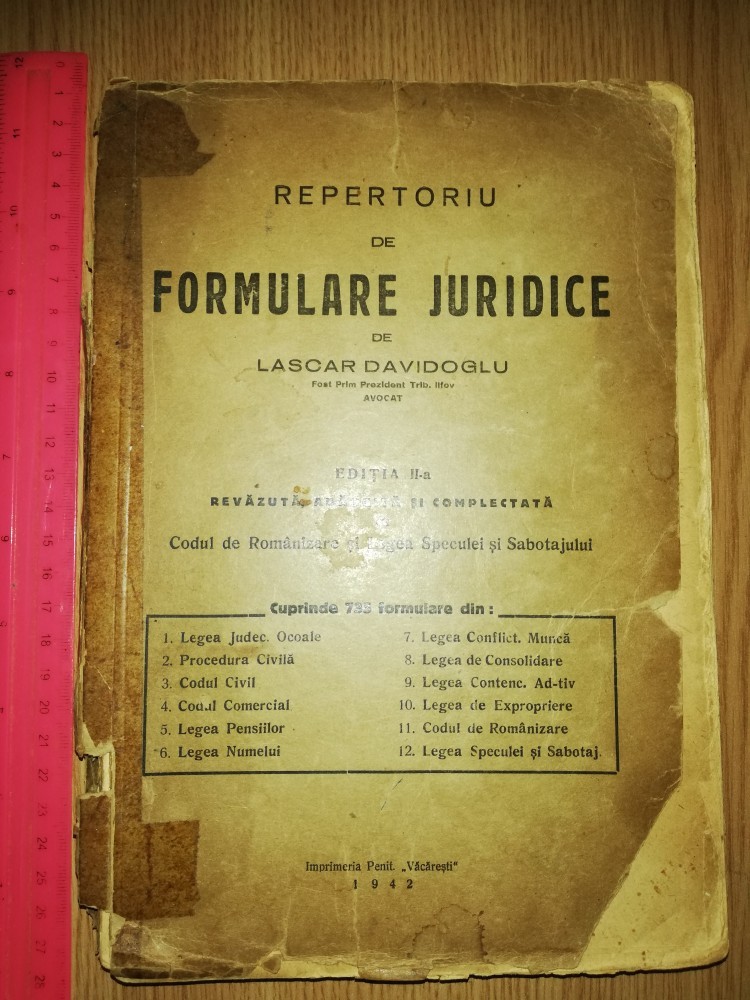 REPERTORIU
DE
FORMULARE JURIDICE
DE
LASCAR DAVIDOGLU
Fost Prim Prezident Trib. Ilfov
AVOCAT
EDIȚIA II-a
REVĂZUTĂ, ȘI COMPLECTATĂ
Codul de Românizare și Legea Speculei și Sabotajului
Cuprinde 735 formulare din :
1. Legea Judec. Ocoale
2. Procedura Civilă
3. Codul Civil
4. Codul Comercial
5. Legea Pensiilor
6. Legea Numelui
7. Legea Conflict. Muncă
8. Legea de Consolidare
9. Legea Contenc. Ad-tiv
10. Legea de Expropriere
11. Codul de Românizare
12. Legea Speculei și Sabotaj.
Imprimeria Penit. „Văcărești"
1942